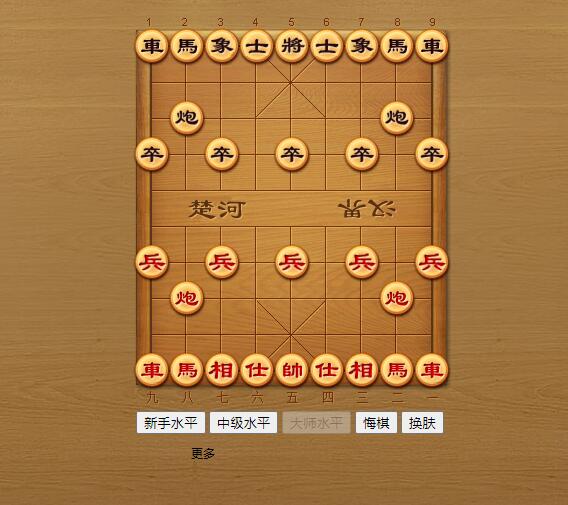 1 2 3 4 5 6 7 8 9
車 馬 象 士 將 士 象 馬 車
炮 炮
卒 卒 卒 卒 卒
楚河 汉界
兵 兵 兵 兵 兵
炮 炮
車 馬 相 仕 帥 仕 相 馬 車
九 八 七 六 五 四 三 二 一
新手水平 中级水平 大师水平 悔棋 换肤
更多